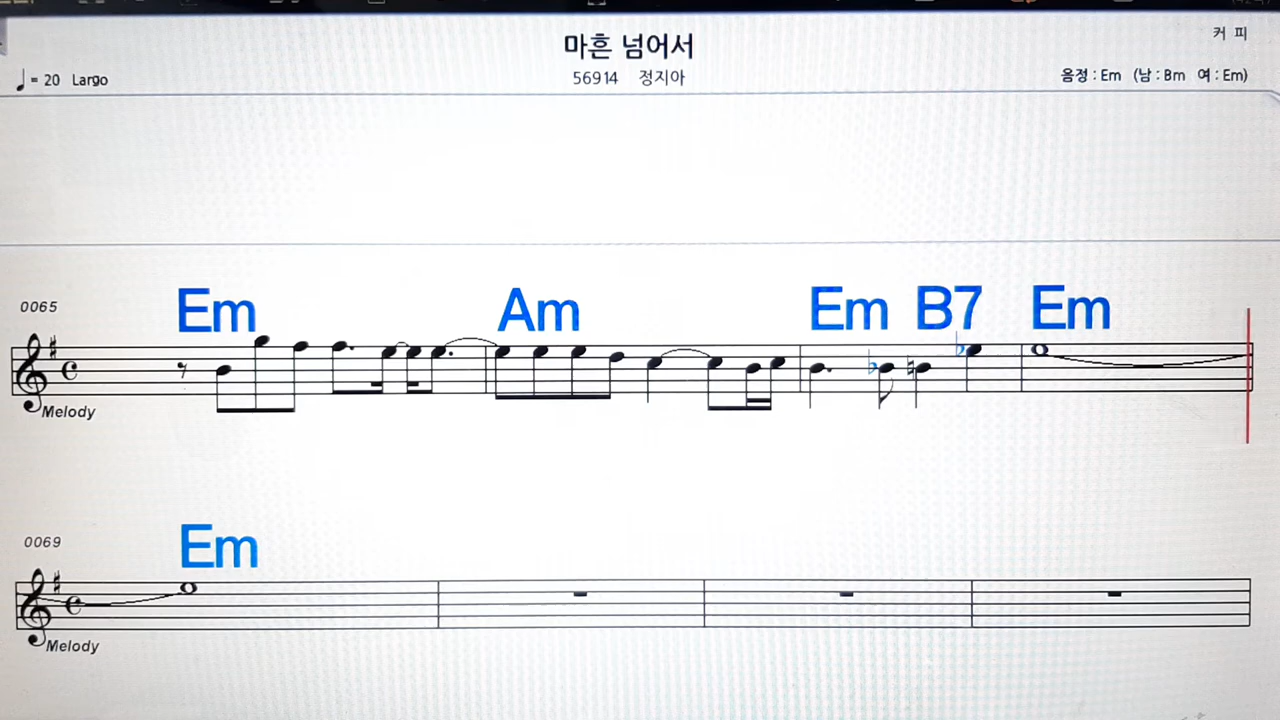 마흔 넘어서
커 피
♩= 20 Largo
56914 정지아
음정 : Em (남 : Bm 여 : Em)
0065
Em Am Em B7 Em
Melody
0069
Em
Melody